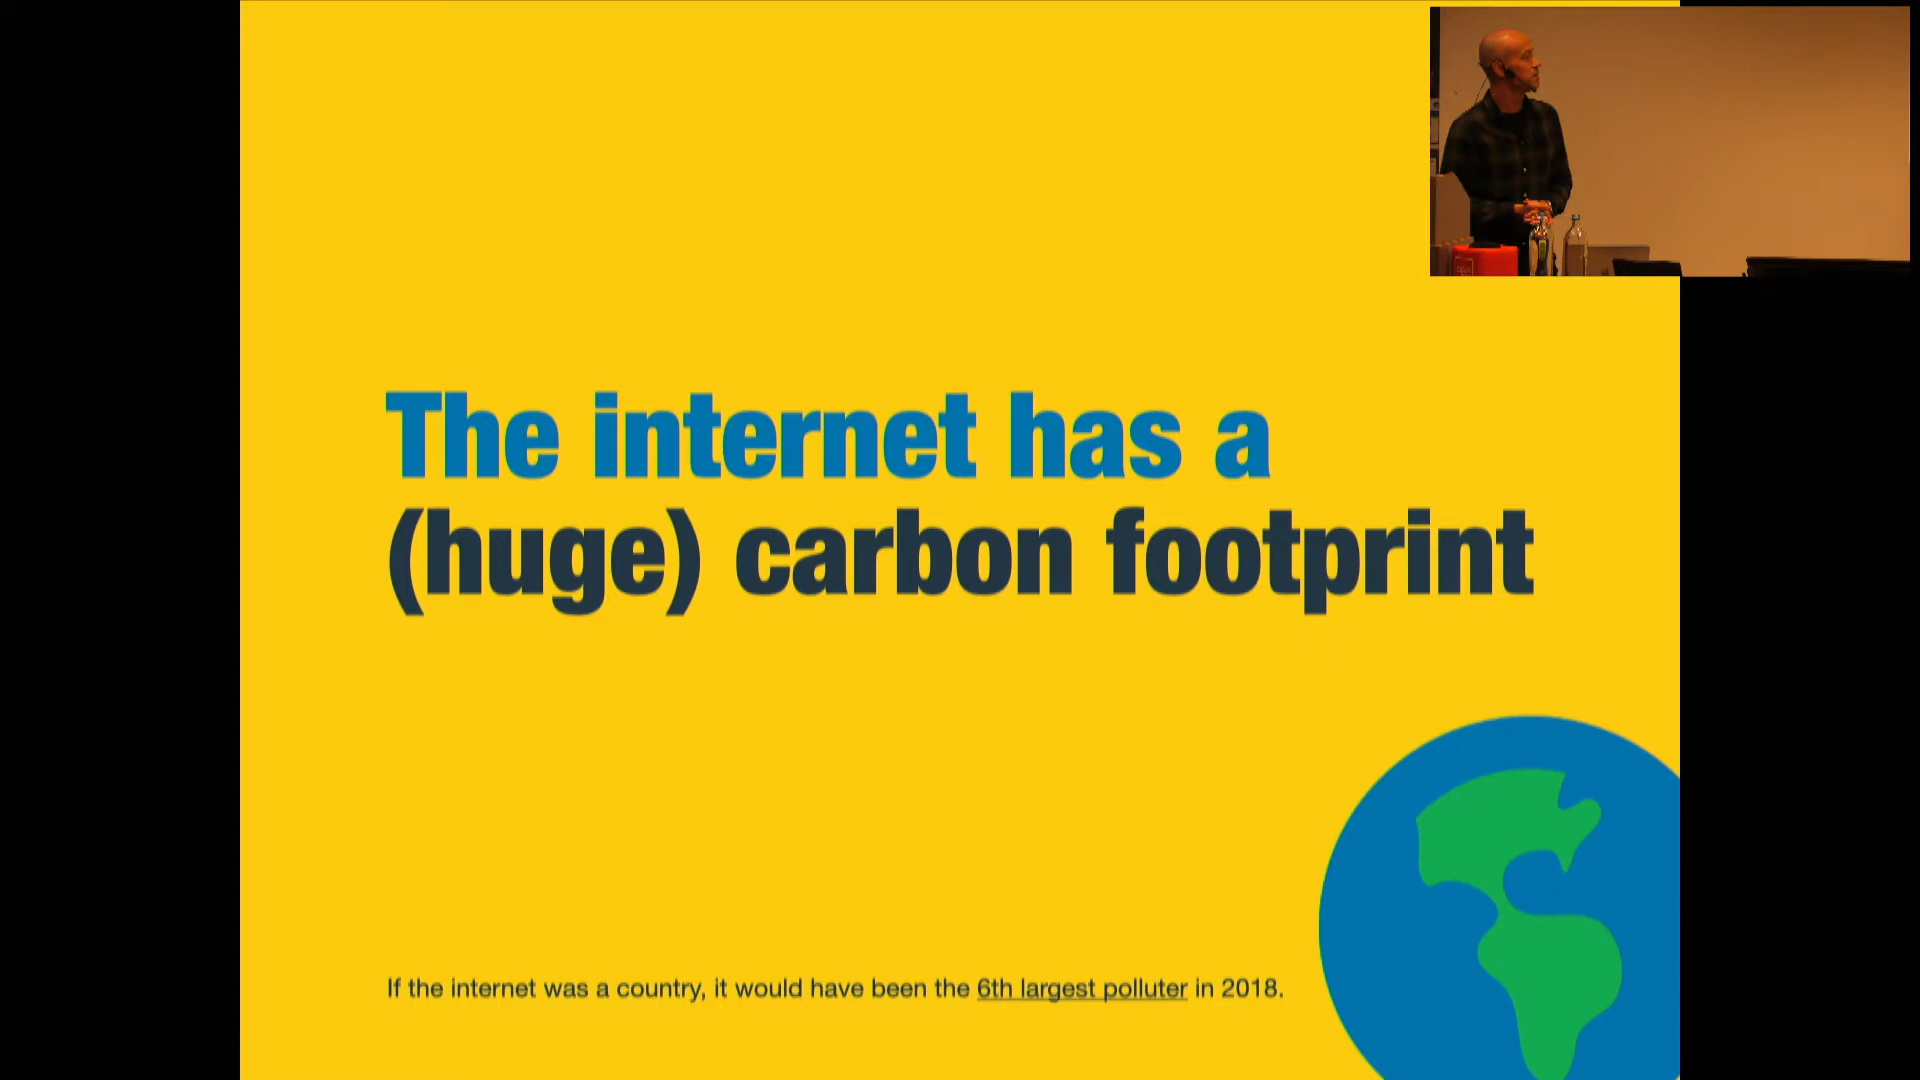 The internet has a
(huge) carbon footprint
If the internet was a country, it would have been the 6th largest polluter in 2018.